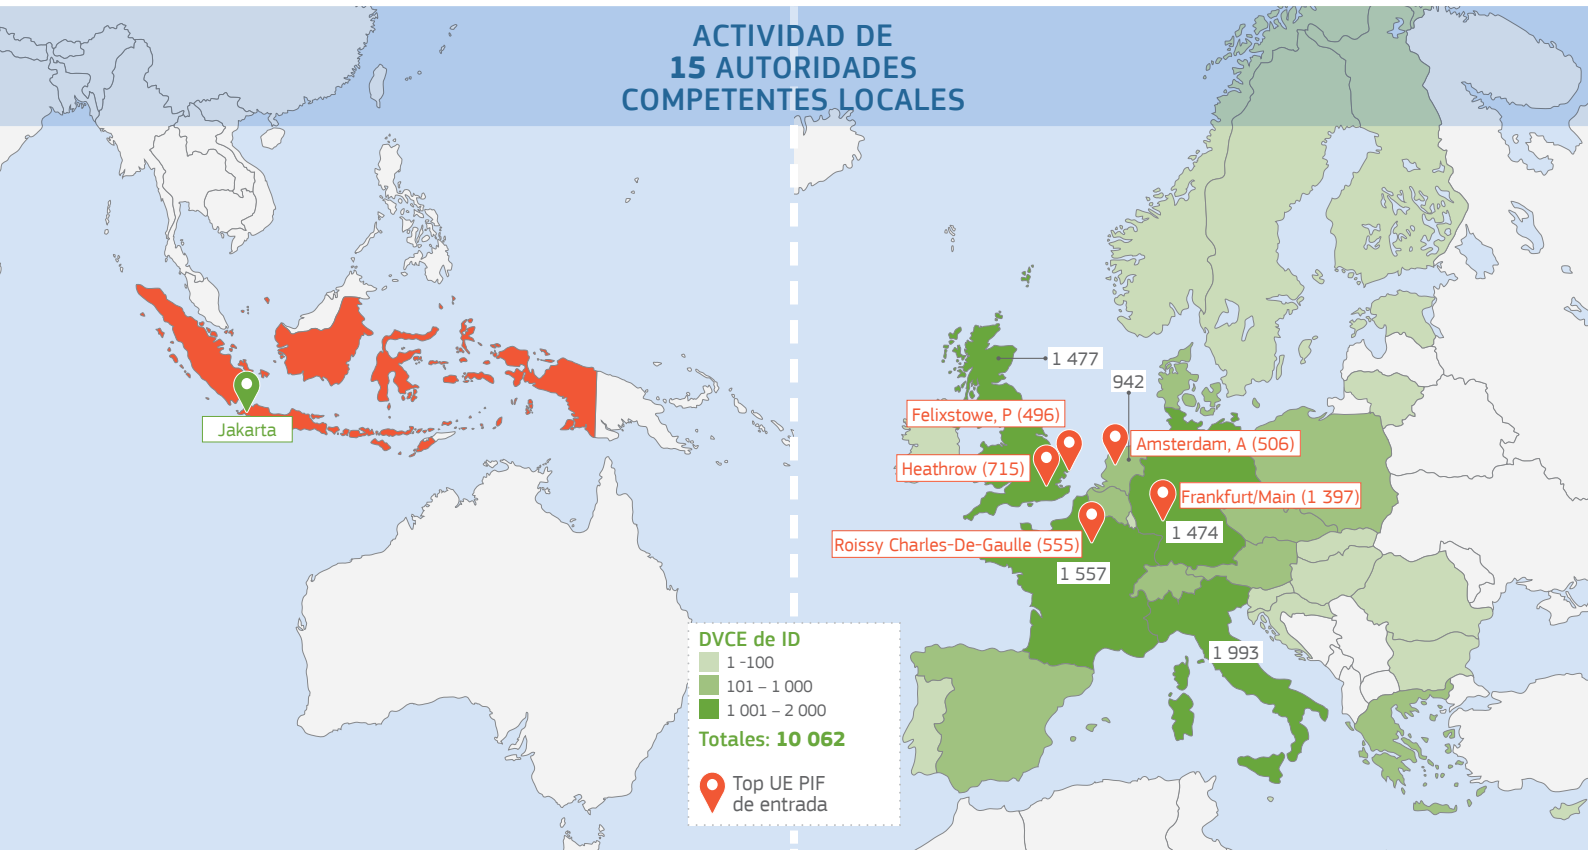 ACTIVIDAD DE
15 AUTORIDADES
COMPETENTES LOCALES
Jakarta
1 477
942
Felixstowe, P (496)
Amsterdam, A (506)
Heathrow (715)
Frankfurt/Main (1 397)
1 474
Roissy Charles-De-Gaulle (555)
1 557
1 993
DVCE de ID
1 -100
101 – 1 000
1 001 – 2 000
Totales: 10 062
Top UE PIF
de entrada